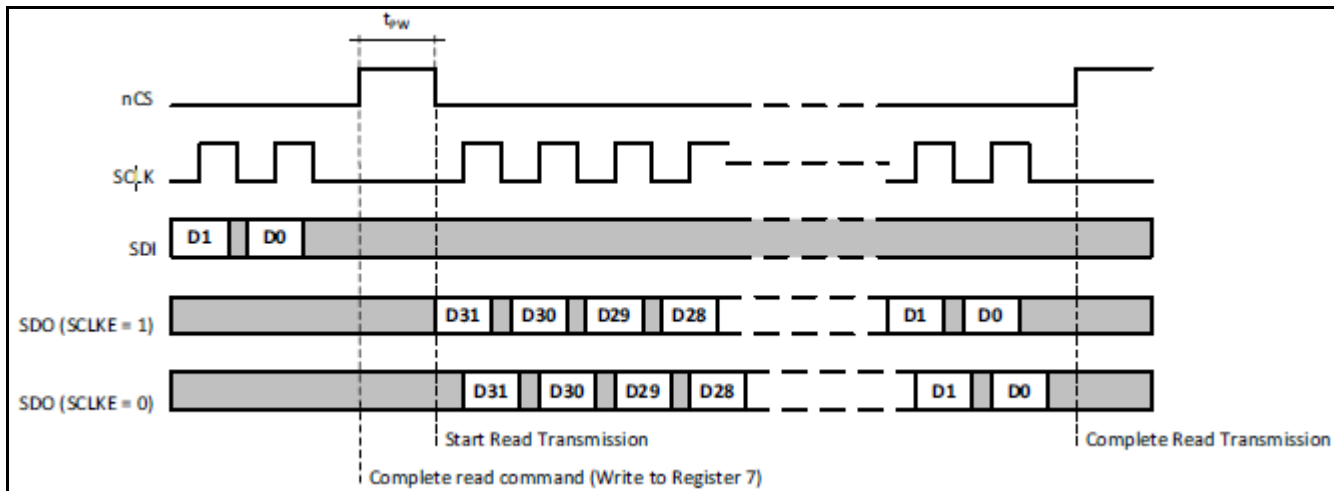 tPW
nCS
SCLK
SDI D1 D0
SDO (SCLKE = 1) D31 D30 D29 D28 D1 D0
SDO (SCLKE = 0) D31 D30 D29 D28 D1 D0
Start Read Transmission Complete Read Transmission
Complete read command (Write to Register 7)